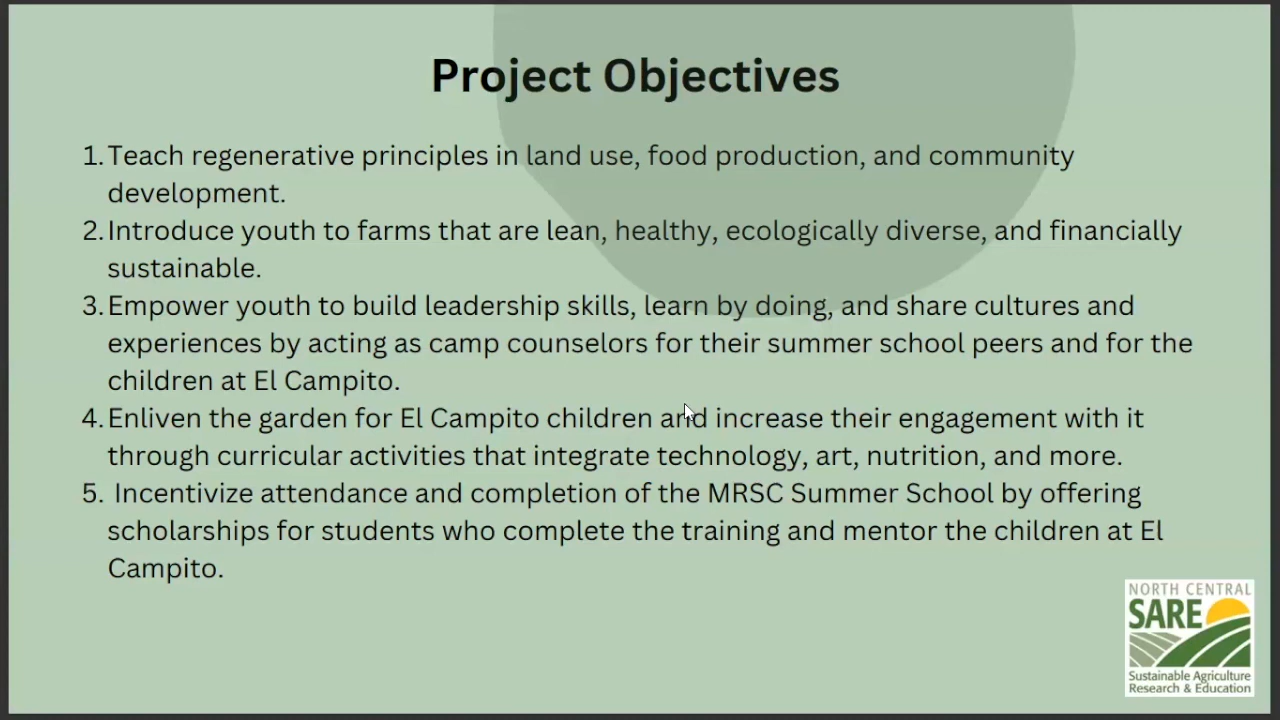 Project Objectives
1. Teach regenerative principles in land use, food production, and community
development.
2. Introduce youth to farms that are lean, healthy, ecologically diverse, and financially
sustainable.
3. Empower youth to build leadership skills, learn by doing, and share cultures and
experiences by acting as camp counselors for their summer school peers and for the
children at El Campito.
4. Enliven the garden for El Campito children and increase their engagement with it
through curricular activities that integrate technology, art, nutrition, and more.
5. Incentivize attendance and completion of the MRSC Summer School by offering
scholarships for students who complete the training and mentor the children at El
Campito.
NORTH CENTRAL
SARE
Sustainable Agriculture
Research & Education